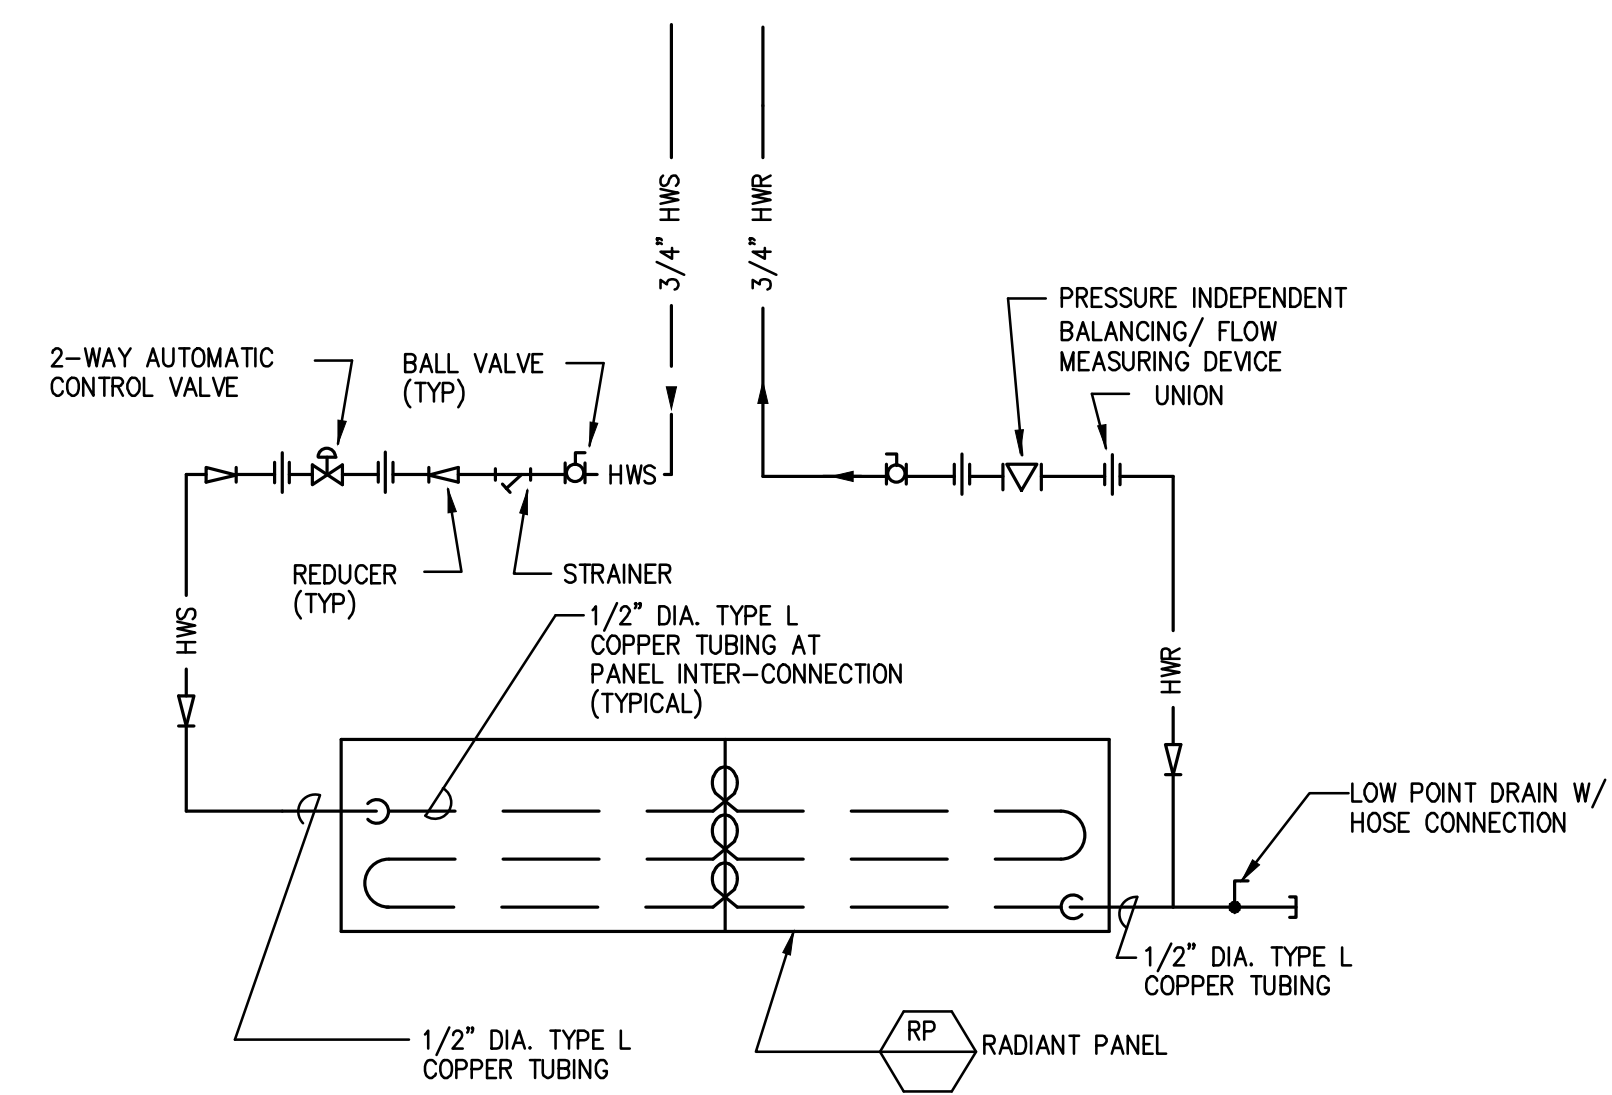 3/4" HWS
3/4" HWR
PRESSURE INDEPENDENT
BALANCING/ FLOW
MEASURING DEVICE
UNION
2-WAY AUTOMATIC
CONTROL VALVE
BALL VALVE
(TYP)
HWS
REDUCER
(TYP)
STRAINER
1/2" DIA. TYPE L
COPPER TUBING AT
PANEL INTER-CONNECTION
(TYPICAL)
HWS
HWR
LOW POINT DRAIN W/
HOSE CONNECTION
1/2" DIA. TYPE L
COPPER TUBING
1/2" DIA. TYPE L
COPPER TUBING
RP
RADIANT PANEL